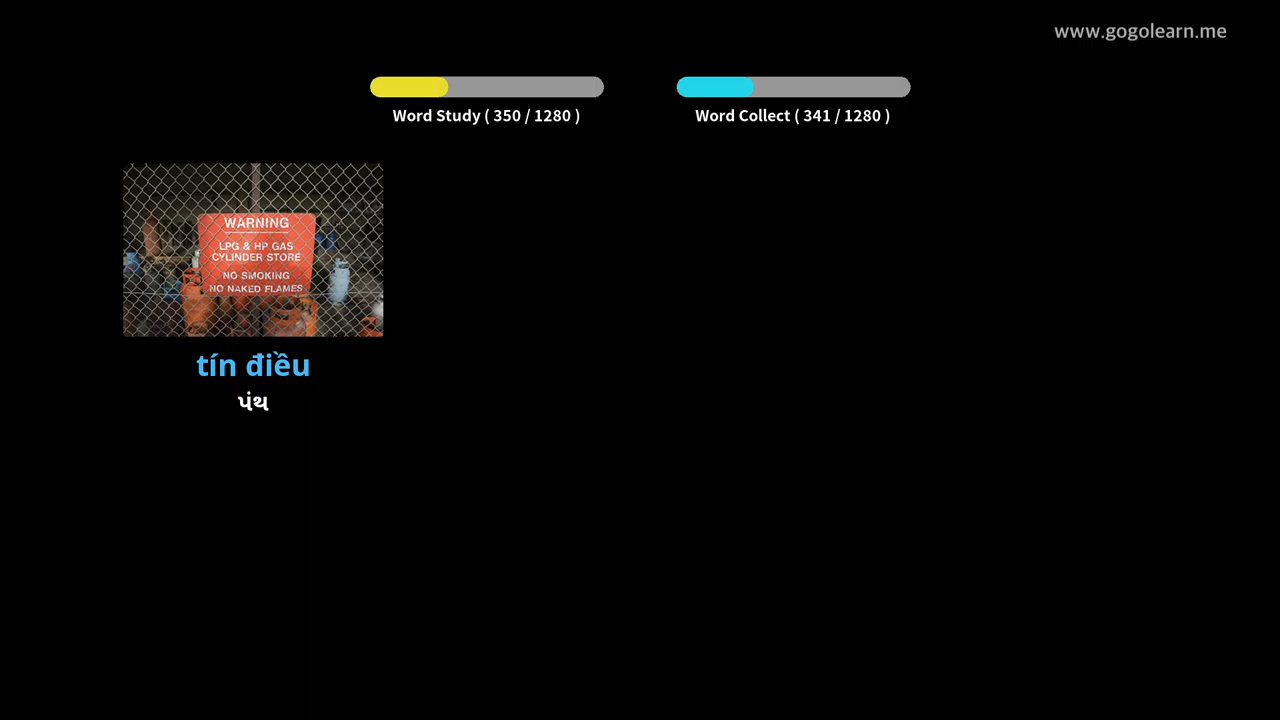 www.gogolearn.me
Word Study ( 350 / 1280 )
Word Collect ( 341 / 1280 )
WARNING
LPG & HP GAS
CYLINDER STORE
NO SMOKING
NO NAKED FLAMES
tín điều
પંથ